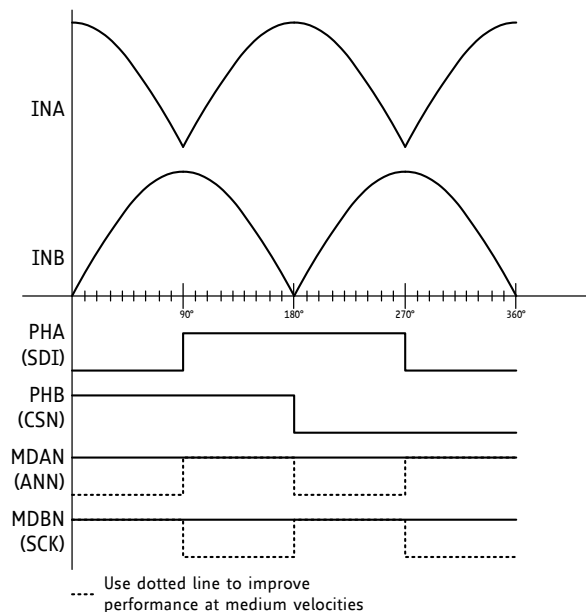 INA
INB
90°
180°
270°
360°
PHA
(SDI)
PHB
(CSN)
MDAN
(ANN)
MDBN
(SCK)
Use dotted line to improve
performance at medium velocities